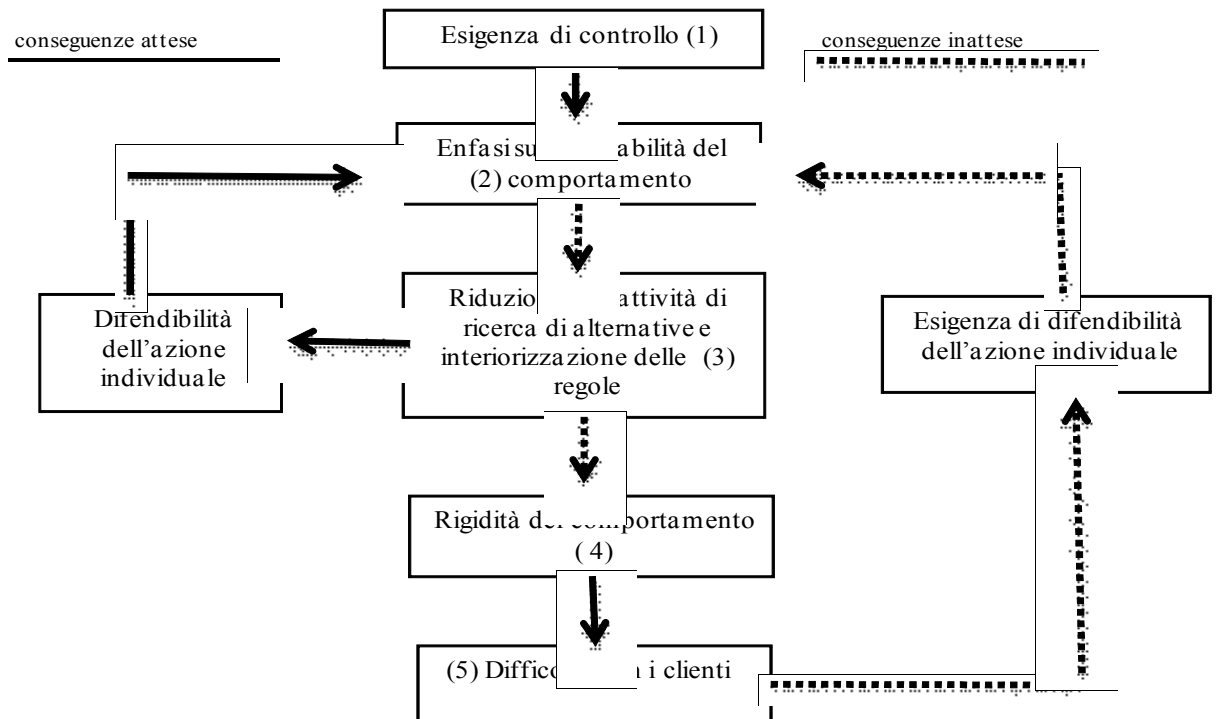 conseguenze attese
Esigenza di controllo (1)
conseguenze inattese
Enfasi su abilità del
(2) comportamento
Riduzio attività di
ricerca di alternative e
interiorizzazione delle (3)
regole
Difendibilità
dell’azione
individuale
Esigenza di difendibilità
dell’azione individuale
Rigidità del comportamento
(4)
(5) Diffico i clienti